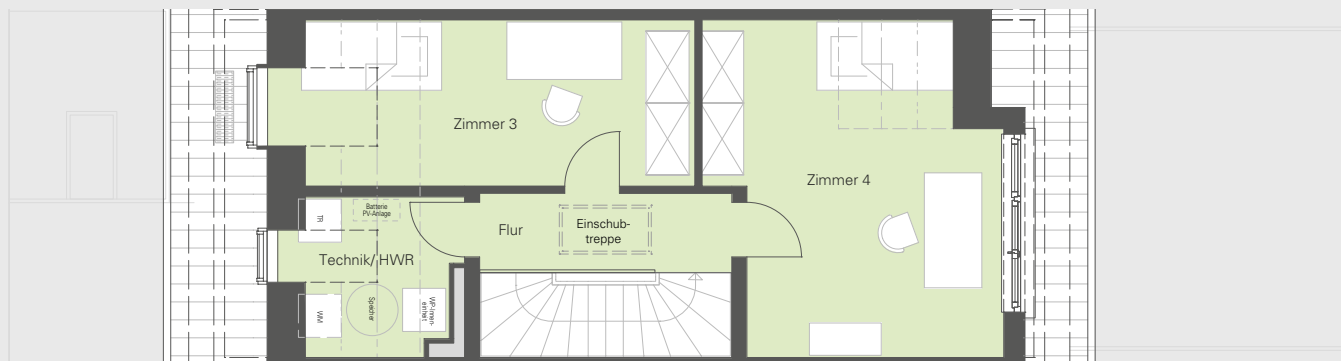 Zimmer 3
Zimmer 4
TR
Batterie
PV-Anlage
Flur
Einschub-
treppe
Technik/ HWR
WM
Speicher
WP-Innen-
einheit